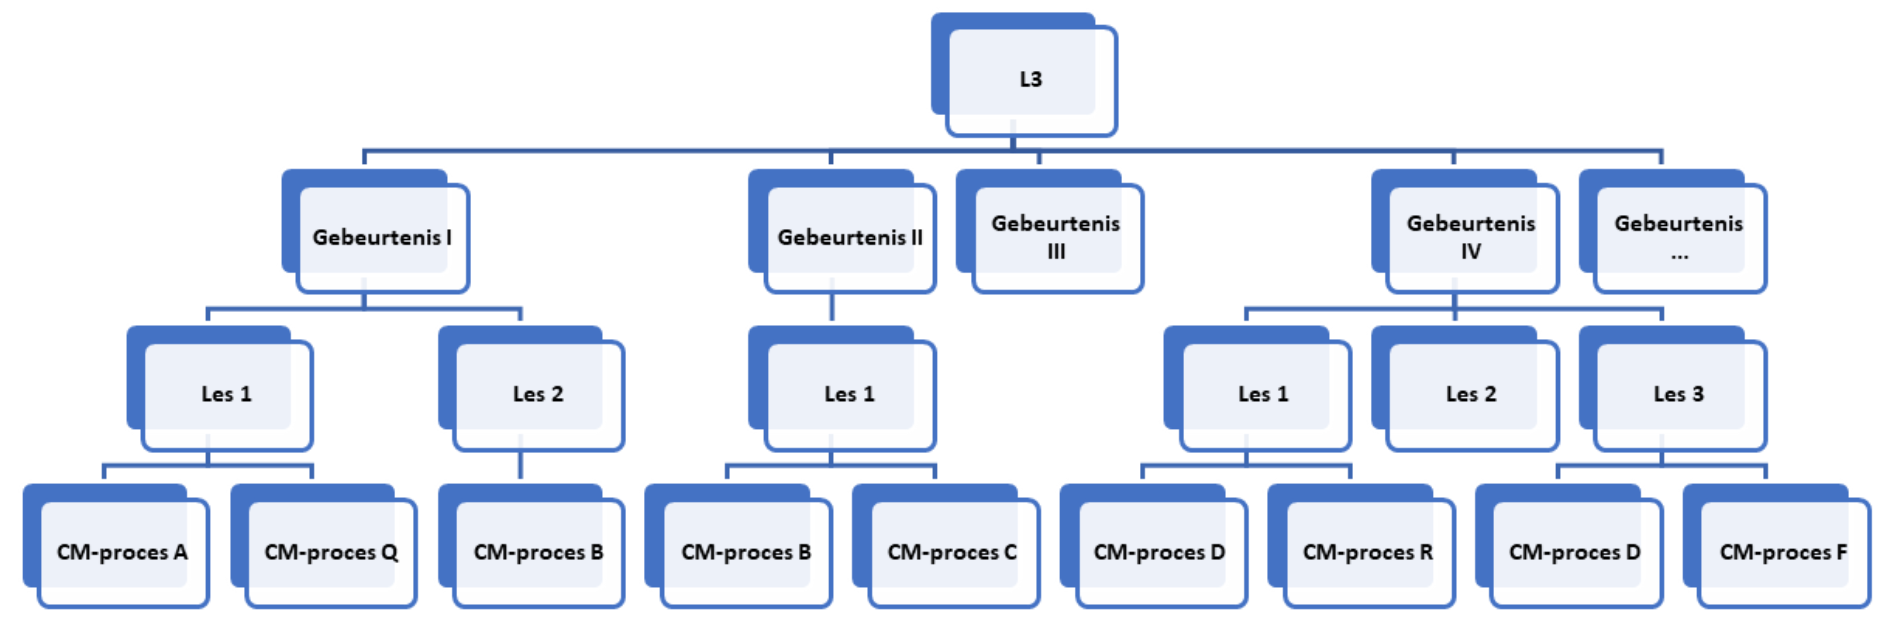 L3
Gebeurtenis I
Gebeurtenis II
Gebeurtenis
III
Gebeurtenis
IV
Gebeurtenis
...
Les 1
Les 2
Les 1
Les 1
Les 2
Les 3
CM-proces A
CM-proces Q
CM-proces B
CM-proces B
CM-proces C
CM-proces D
CM-proces R
CM-proces D
CM-proces F